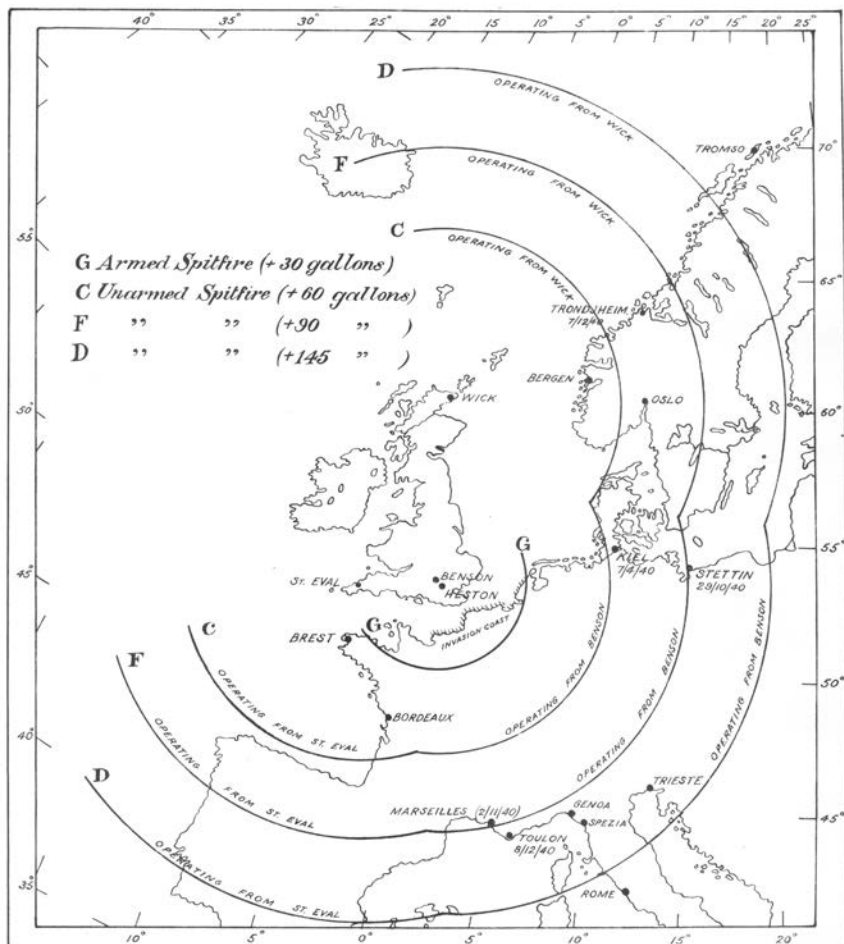 40° 35° 30° 25° 20° 15° 10° 5° 0° 5° 10° 15° 20° 25°
D
OPERATING FROM WICK
TROMSO
70°
F
OPERATING FROM WICK
C
OPERATING FROM WICK
55°
G Armed Spitfire (+30 gallons)
C Unarmed Spitfire (+60 gallons)
F " " (+90 " )
D " " (+145 " )
65°
TRONDJHEIM
7/12/40
BERGEN
WICK
OSLO
50°
60°
G
KIEL
7/4/40
55°
STETTIN
29/10/40
45°
ST. EVAL
BENSON
HESTON
INVASION COAST
G
BREST
C
OPERATING FROM ST. EVAL
OPERATING FROM BENSON
F
OPERATING FROM ST. EVAL
OPERATING FROM BENSON
D
OPERATING FROM ST. EVAL
OPERATING FROM BENSON
50°
40°
BORDEAUX
TRIESTE
MARSEILLES (2/11/40)
GENOA
SPEZIA
TOULON
8/12/40
45°
35°
ROME
10° 5° 0° 5° 10° 15° 20°